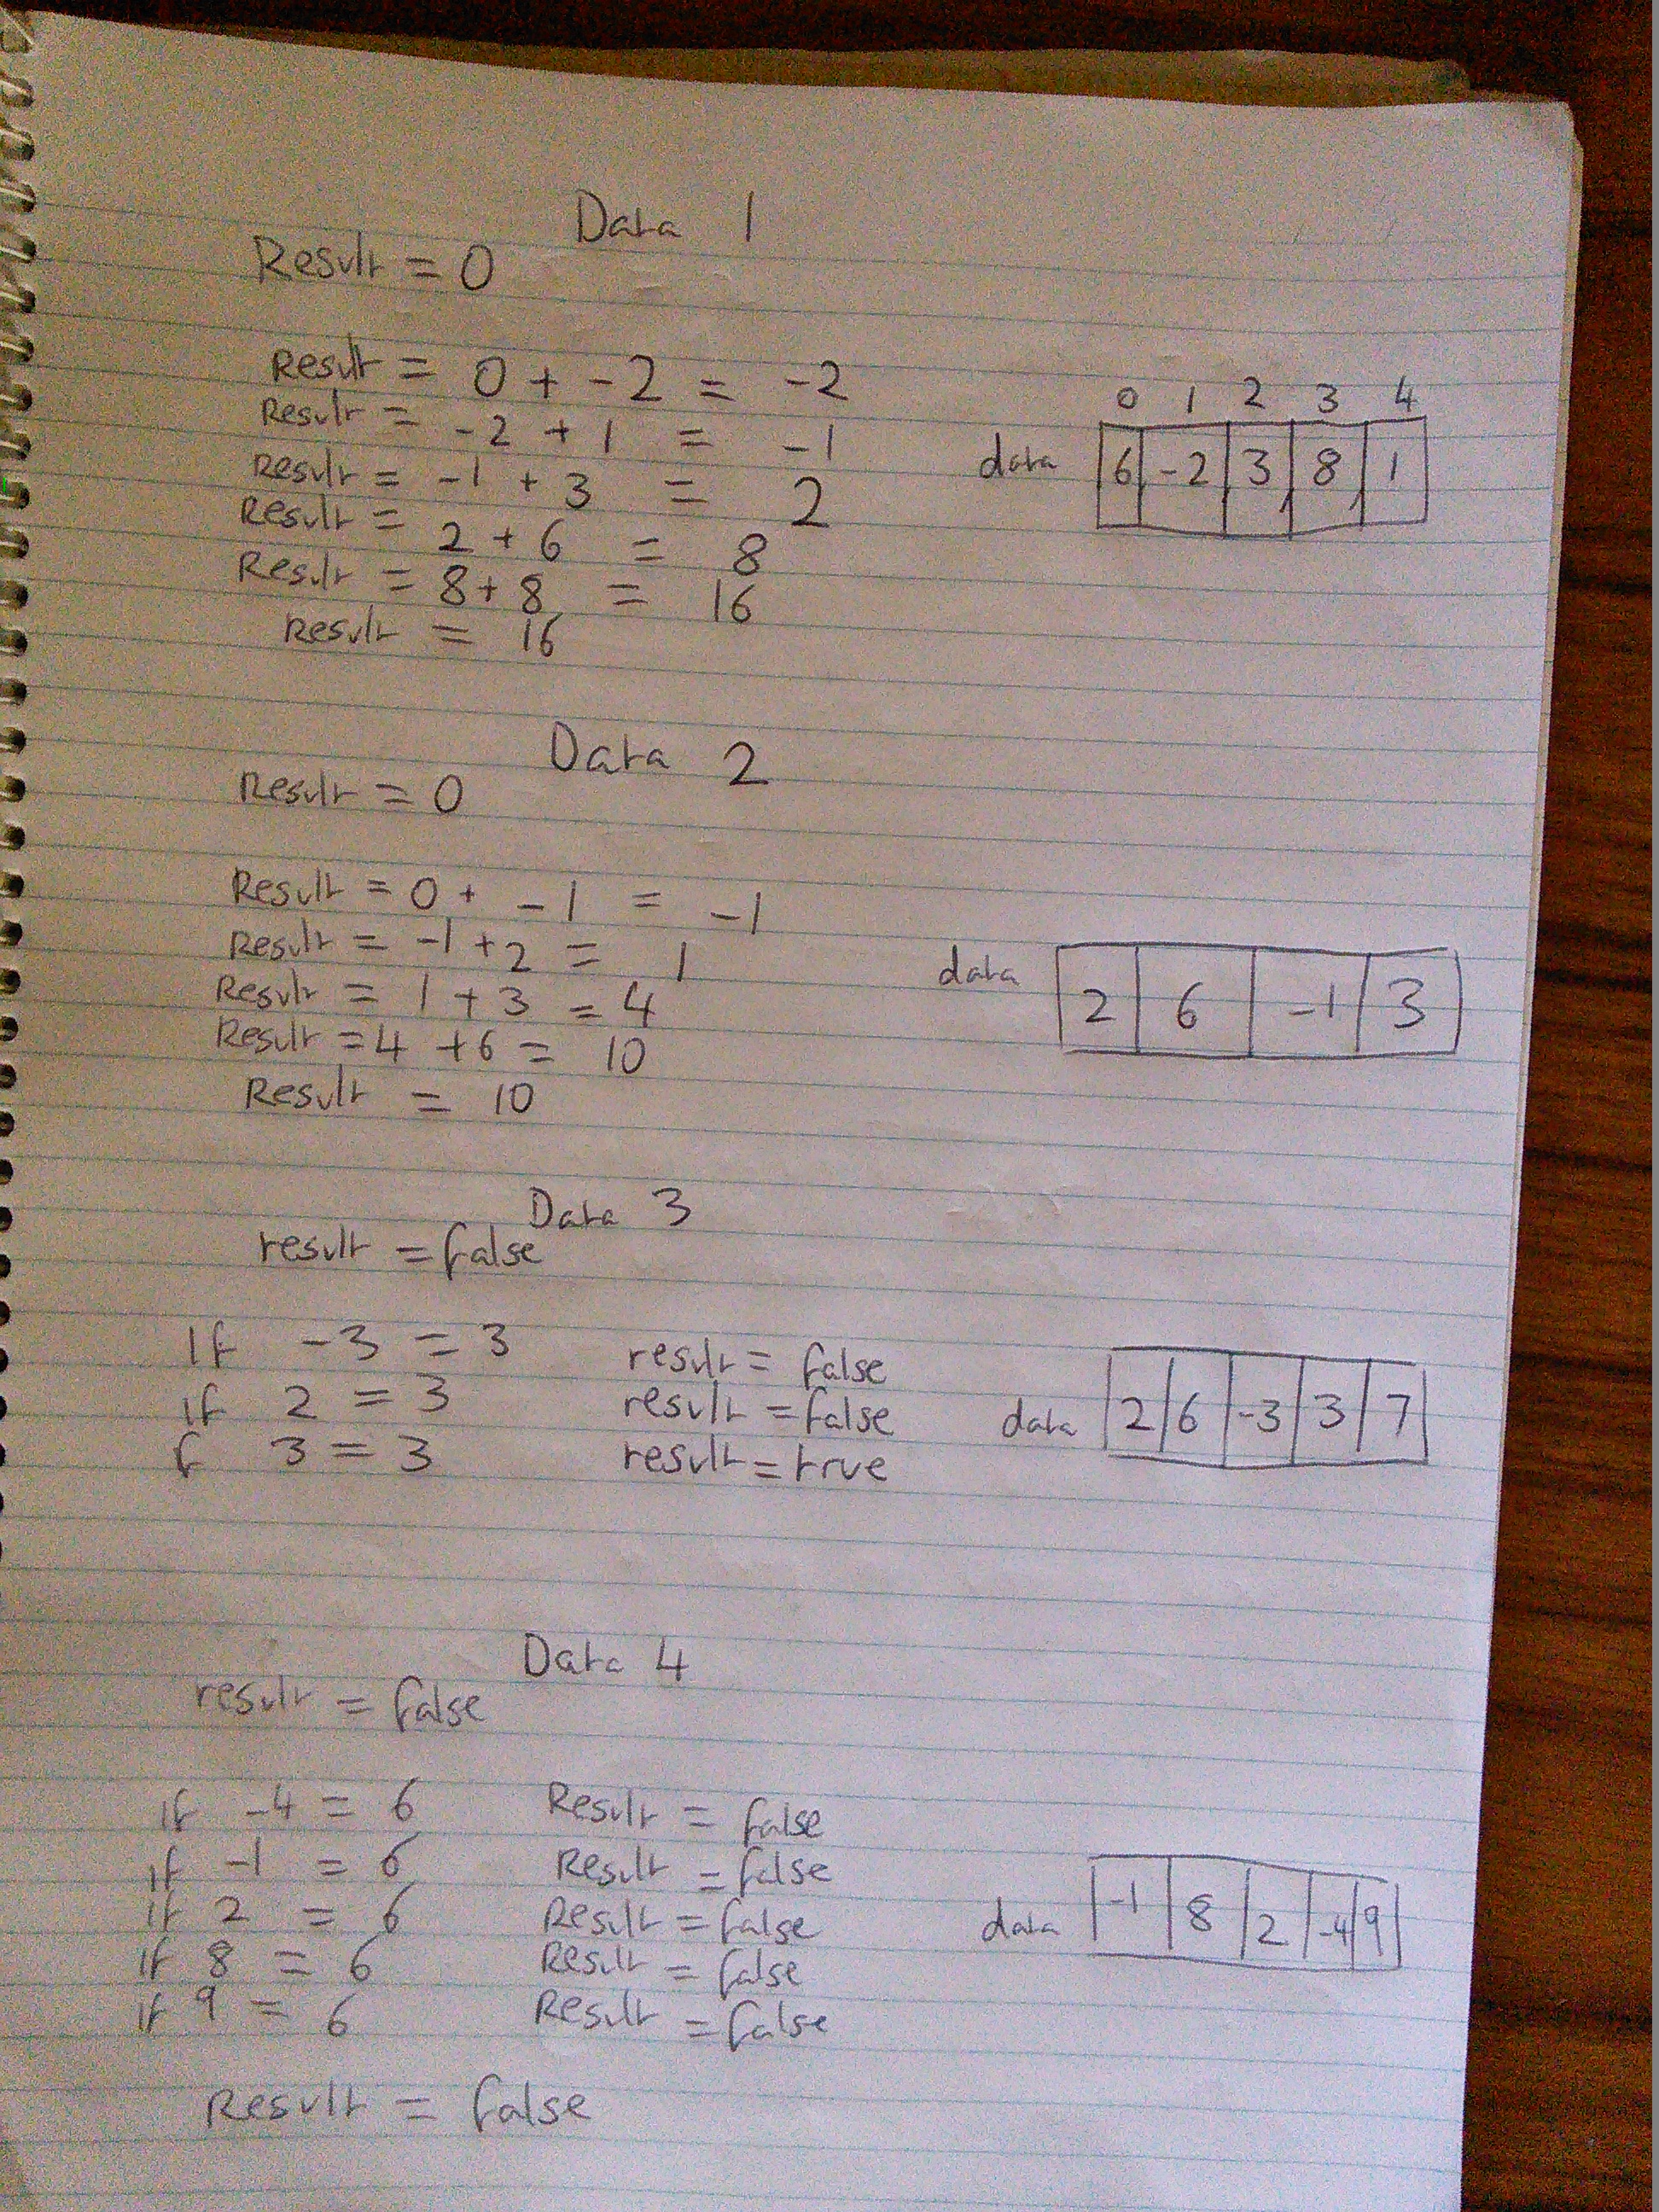 Data 1
Result = 0
Result = 0 + -2 = -2
Result = -2 + 1 = -1
Result = -1 + 3 = 2
Result = 2 + 6 = 8
Result = 8 + 8 = 16
Result = 16
0 1 2 3 4
data 6, -2, 3, 8, 1
Data 2
Result = 0
Result = 0 + -1 = -1
Result = -1 + 2 = 1
Result = 1 + 3 = 4
Result = 4 + 6 = 10
Result = 10
data 2 6 -1 3
Data 3
result = false
If -3 = 3 result = false
if 2 = 3 result = false
f 3 = 3 result = true
data 2 6 -3 3 7
Data 4
result = false
if -4 = 6 Result = false
if -1 = 6 Result = false
if 2 = 6 Result = false
if 8 = 6 Result = false
if 9 = 6 Result = false
Result = false
data -1 8 2 -4 9